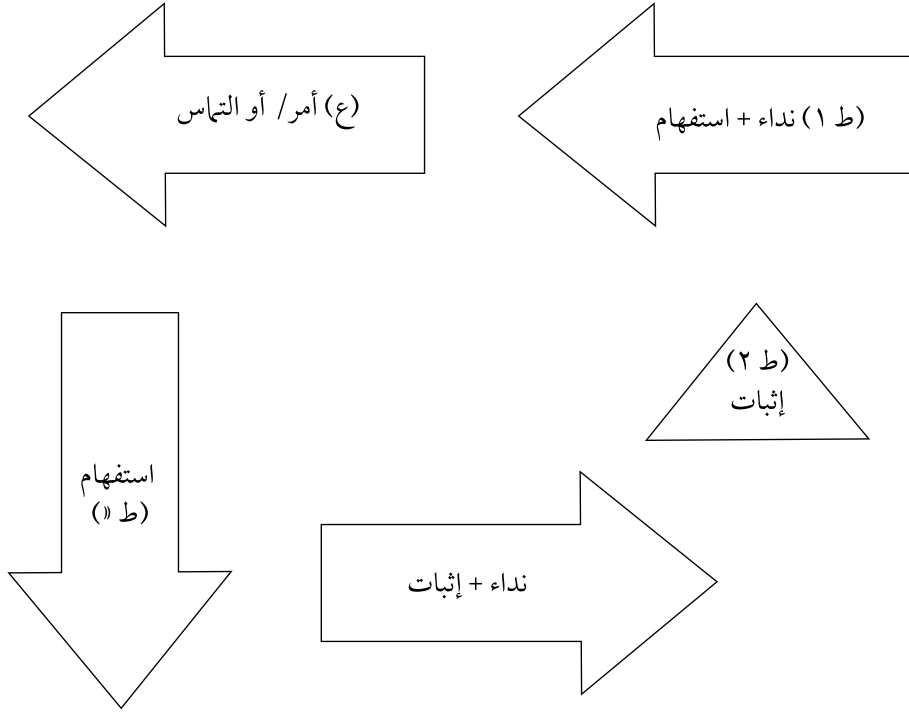 (ط ١) نداء + استفهام
(ع) أمر/ أو التماس
(ط ٢)
إثبات
استفهام
(ط »)
نداء + إثبات